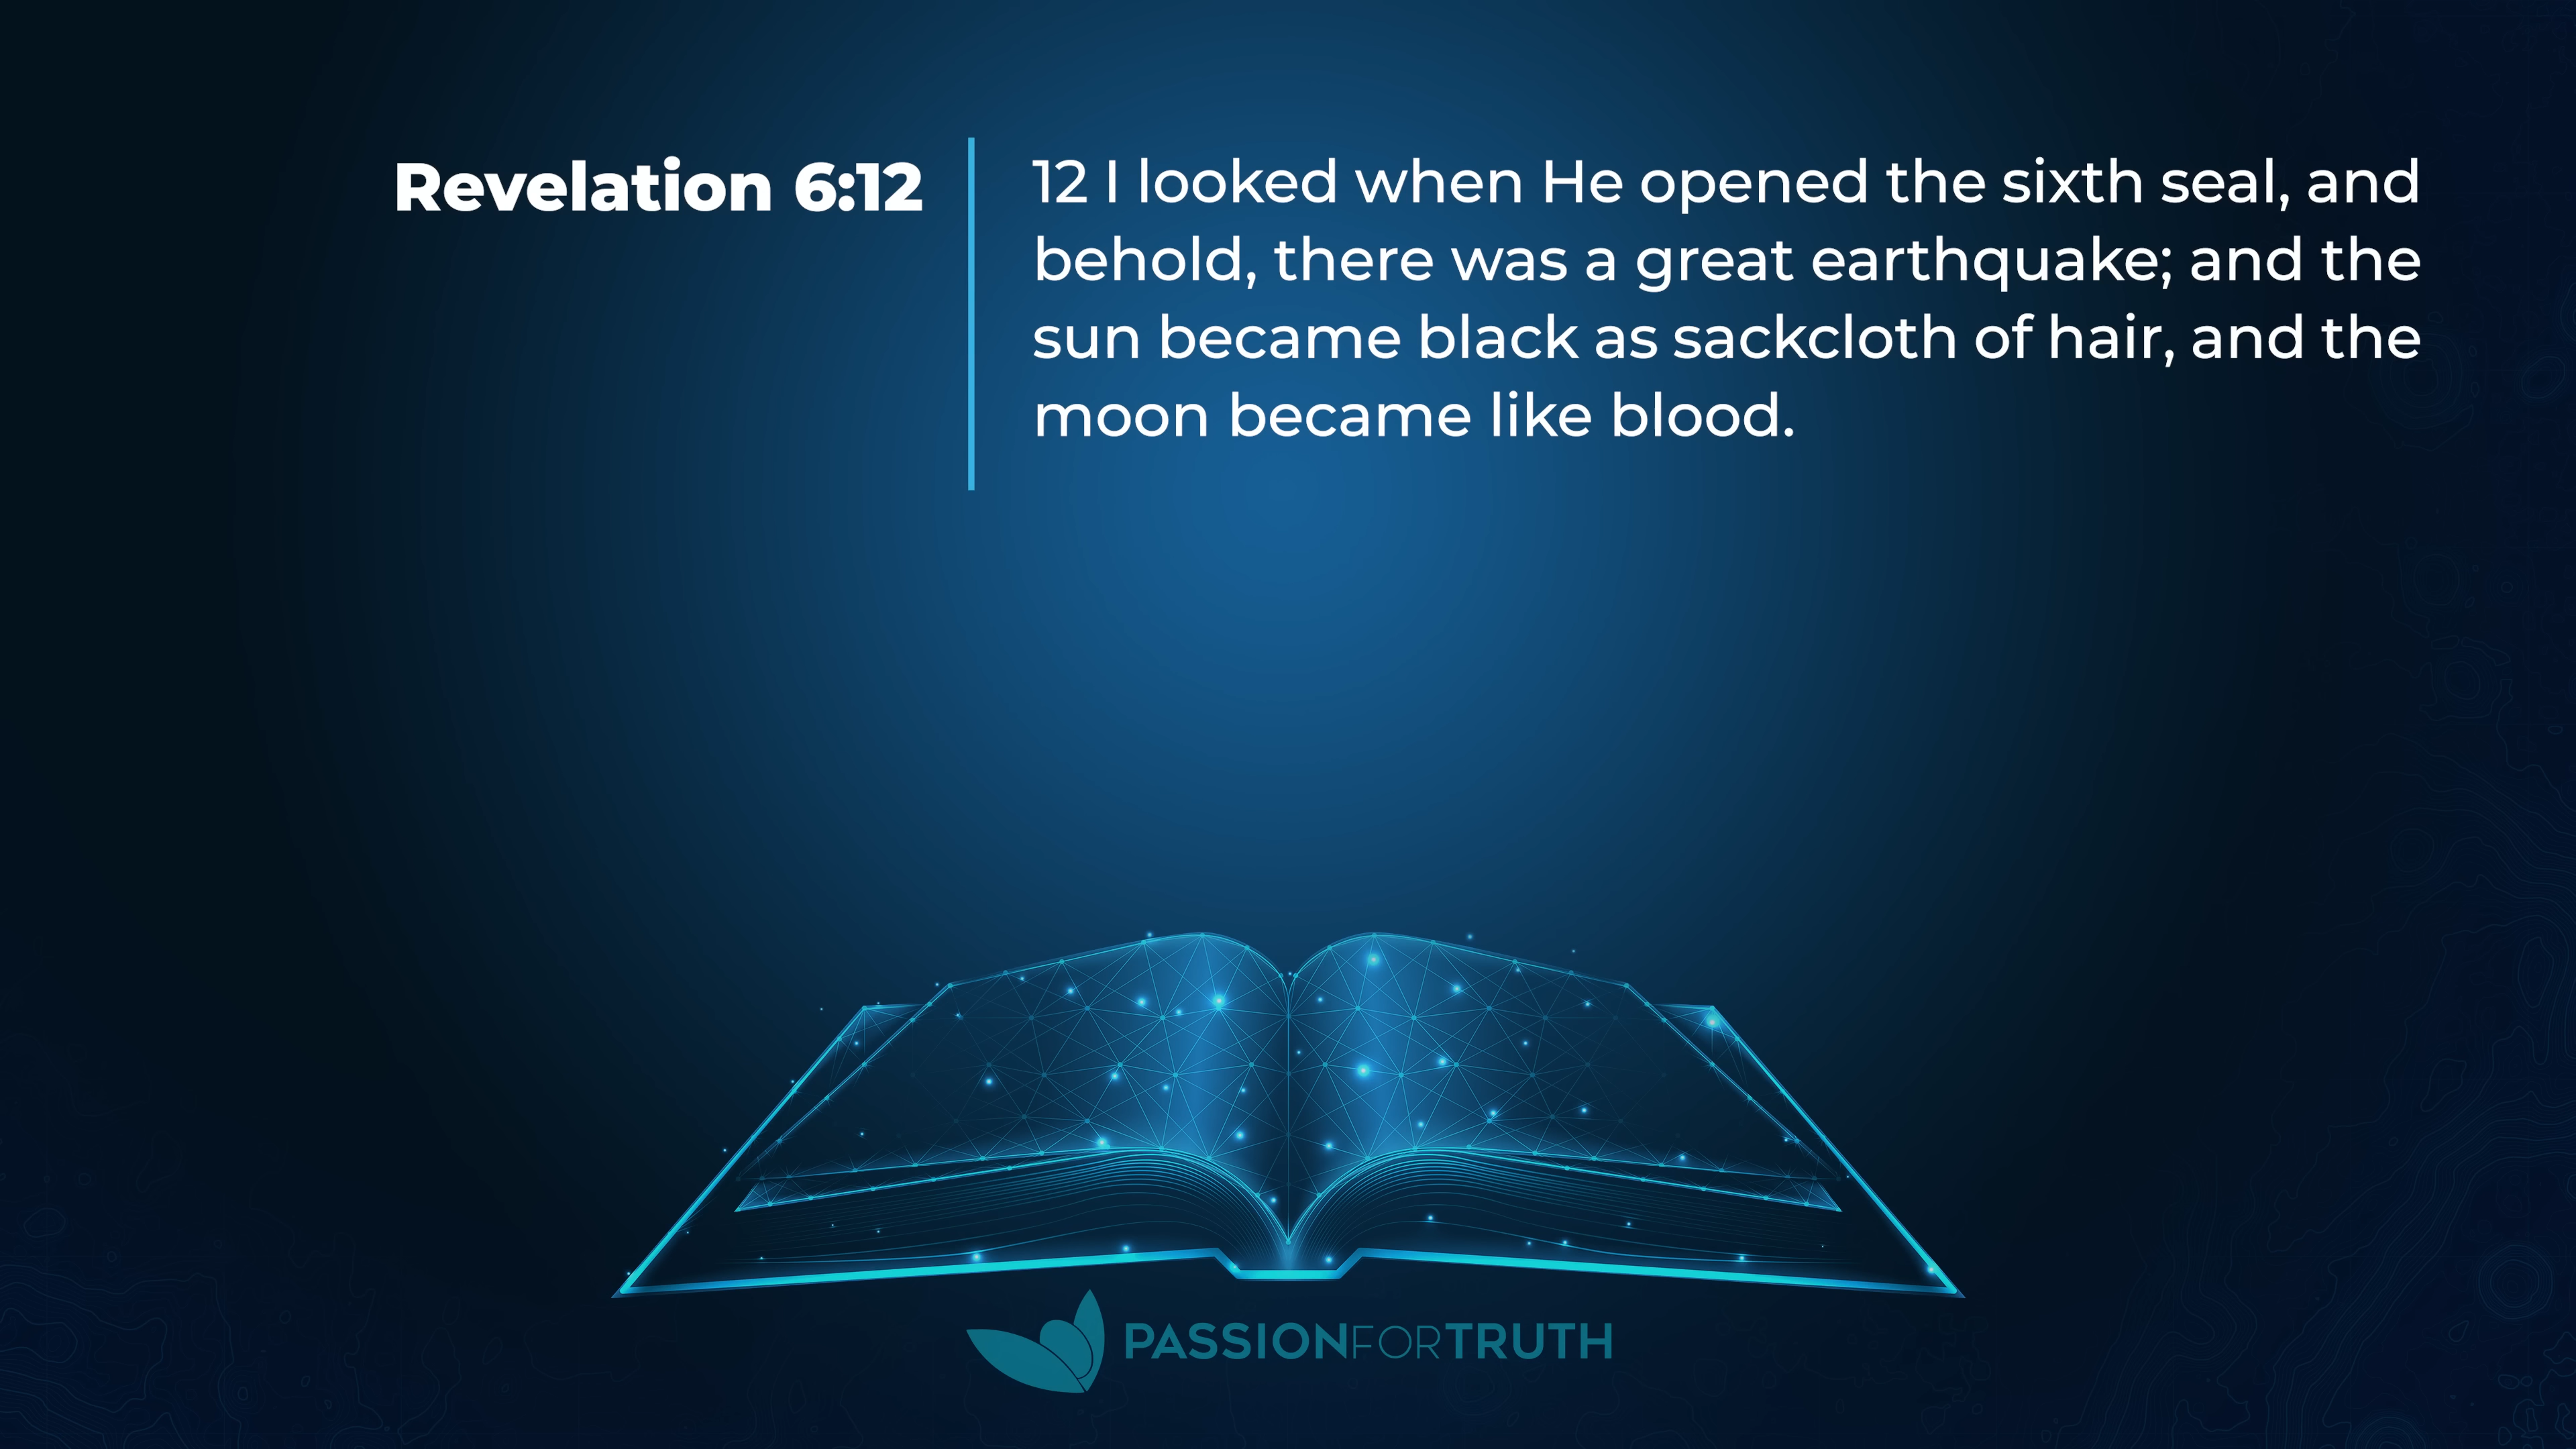 Revelation 6:12
12 I looked when He opened the sixth seal, and
behold, there was a great earthquake; and the
sun became black as sackcloth of hair, and the
moon became like blood.
PASSIONFORTRUTH